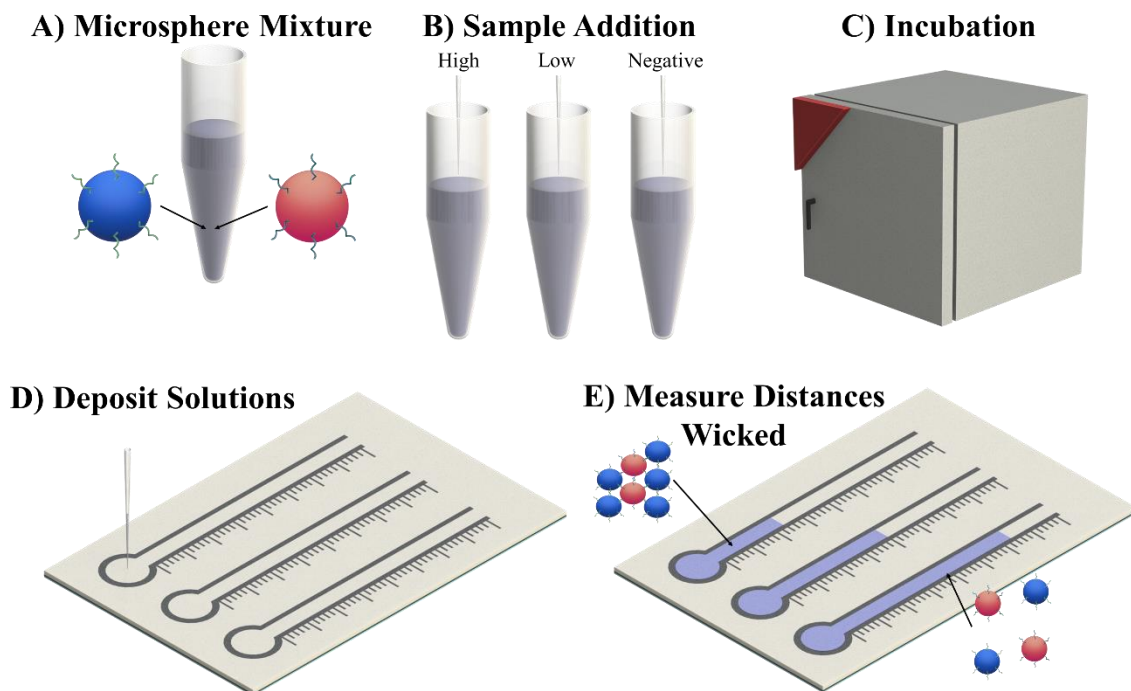 A) Microsphere Mixture
B) Sample Addition
High Low Negative
C) Incubation
D) Deposit Solutions
E) Measure Distances
Wicked